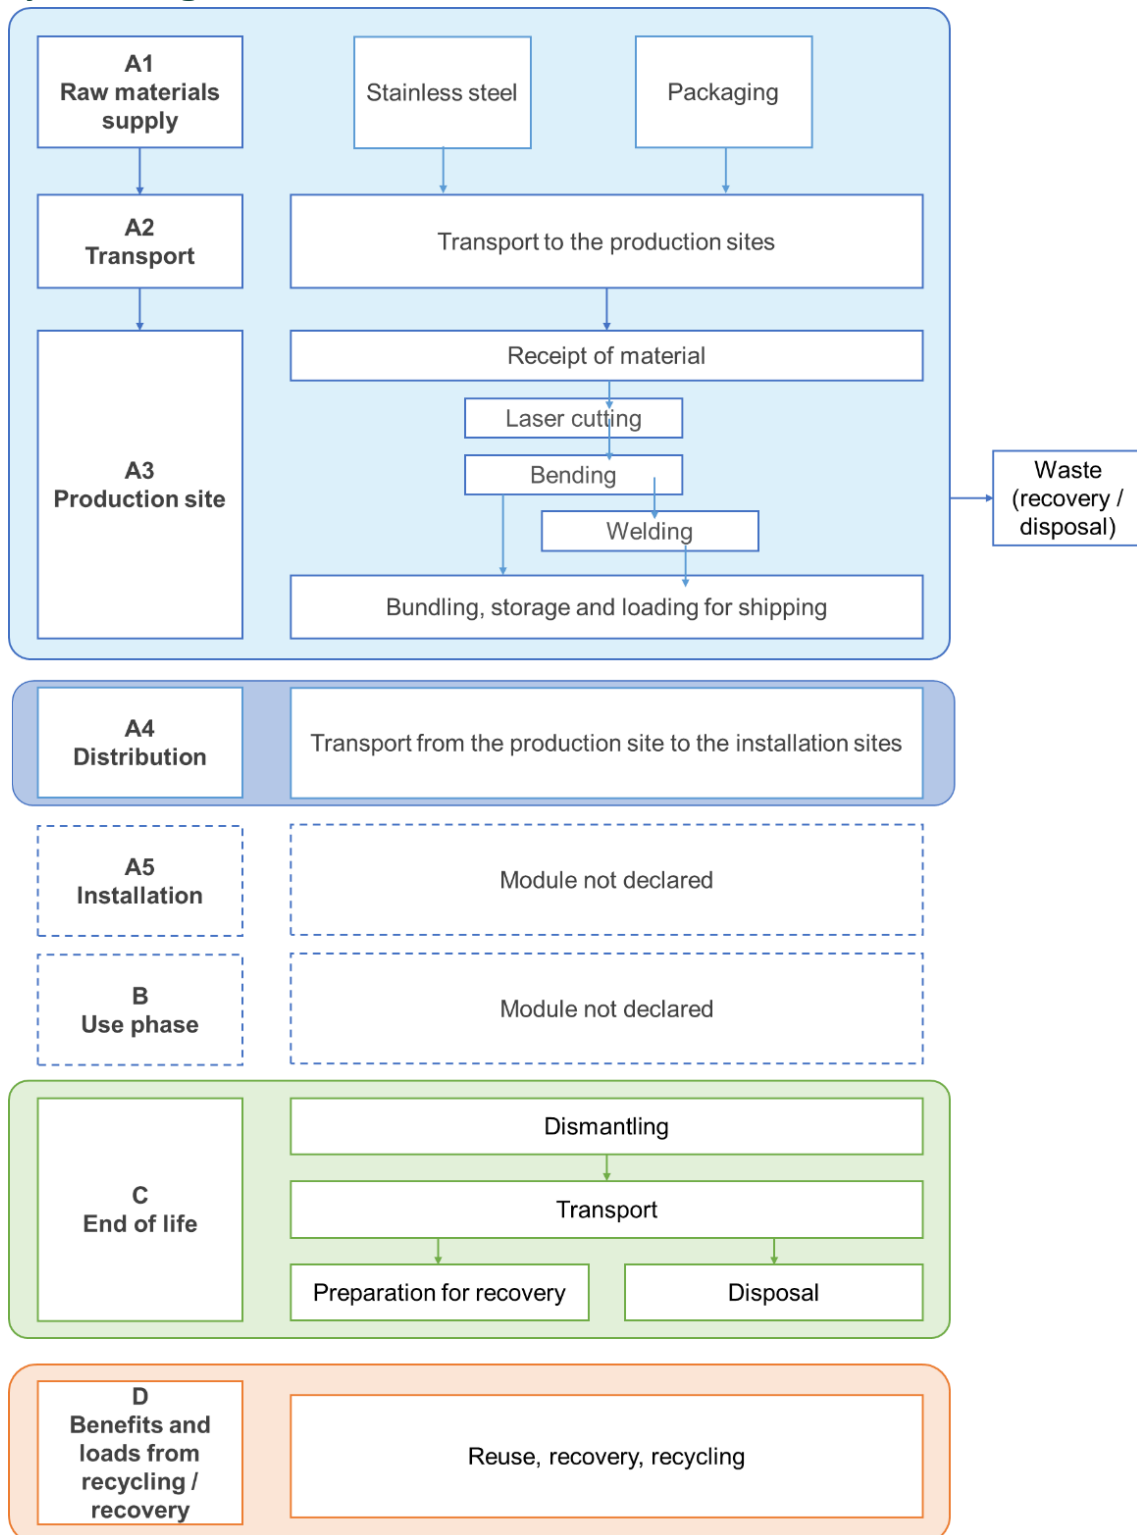 A1
Raw materials
supply
Stainless steel
Packaging
A2
Transport
Transport to the production sites
A3
Production site
Receipt of material
Laser cutting
Bending
Welding
Bundling, storage and loading for shipping
Waste
(recovery /
disposal)
A4
Distribution
Transport from the production site to the installation sites
A5
Installation
Module not declared
B
Use phase
Module not declared
C
End of life
Dismantling
Transport
Preparation for recovery
Disposal
D
Benefits and
loads from
recycling /
recovery
Reuse, recovery, recycling